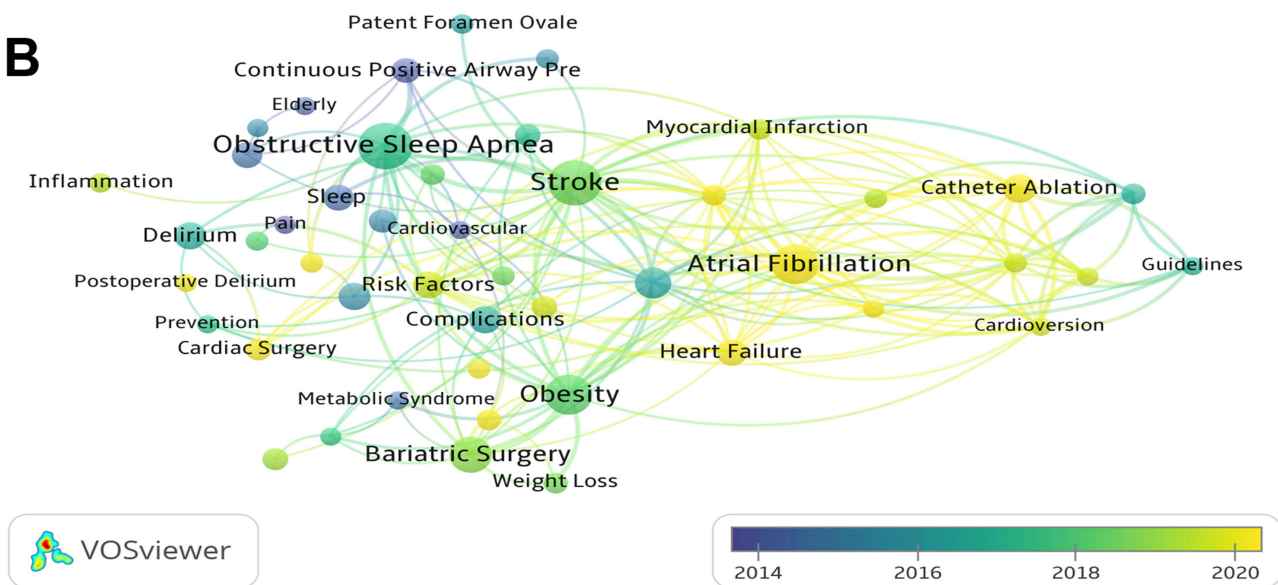 B
Patent Foramen Ovale
Continuous Positive Airway Pre
Elderly
Obstructive Sleep Apnea
Myocardial Infarction
Inflammation
Stroke
Catheter Ablation
Sleep
Pain
Cardiovascular
Delirium
Atrial Fibrillation
Guidelines
Postoperative Delirium
Risk Factors
Prevention
Complications
Cardioversion
Cardiac Surgery
Heart Failure
Metabolic Syndrome
Obesity
Bariatric Surgery
Weight Loss
VOSviewer
2014 2016 2018 2020